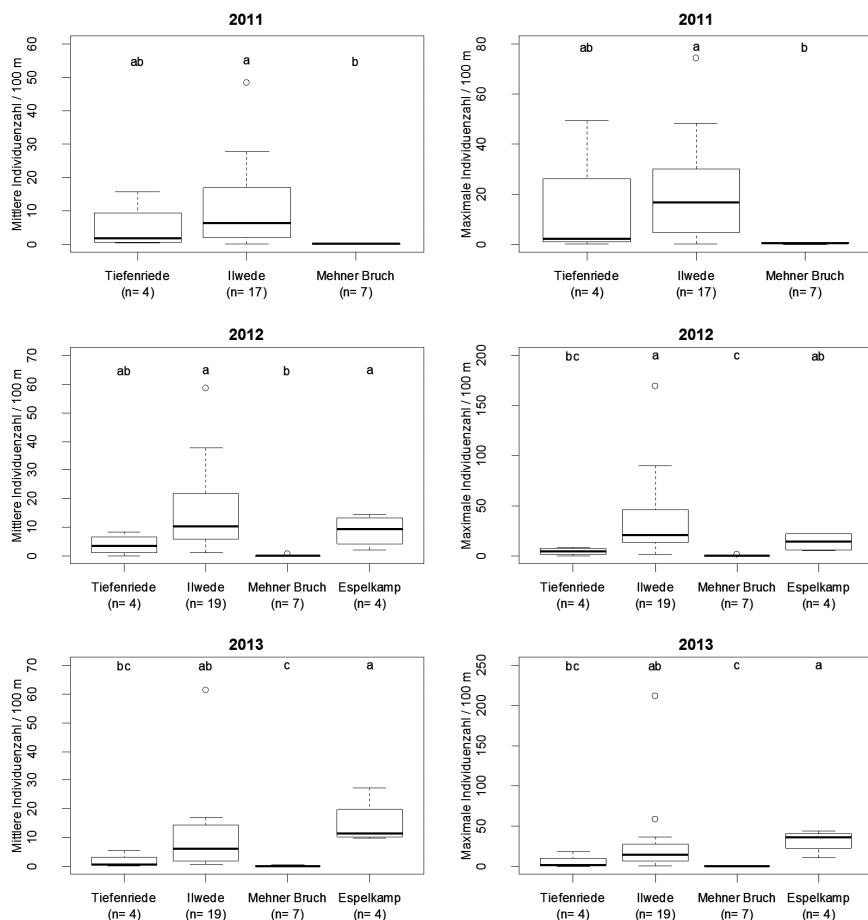 2011
Mittlere Individuenzahl / 100 m
60
50
40
30
20
10
0
ab a b
Tiefenriede Ilwede Mehner Bruch
(n= 4) (n= 17) (n= 7)
2011
Maximale Individuenzahl / 100 m
80
60
40
20
0
ab a b
Tiefenriede Ilwede Mehner Bruch
(n= 4) (n= 17) (n= 7)
2012
Mittlere Individuenzahl / 100 m
70
60
50
40
30
20
10
0
ab a b a
Tiefenriede Ilwede Mehner Bruch Espelkamp
(n= 4) (n= 19) (n= 7) (n= 4)
2012
Maximale Individuenzahl / 100 m
200
150
100
50
0
bc a c ab
Tiefenriede Ilwede Mehner Bruch Espelkamp
(n= 4) (n= 19) (n= 7) (n= 4)
2013
Mittlere Individuenzahl / 100 m
70
60
50
40
30
20
10
0
bc ab c a
Tiefenriede Ilwede Mehner Bruch Espelkamp
(n= 4) (n= 19) (n= 7) (n= 4)
2013
Maximale Individuenzahl / 100 m
250
200
150
100
50
0
bc ab c a
Tiefenriede Ilwede Mehner Bruch Espelkamp
(n= 4) (n= 19) (n= 7) (n= 4)